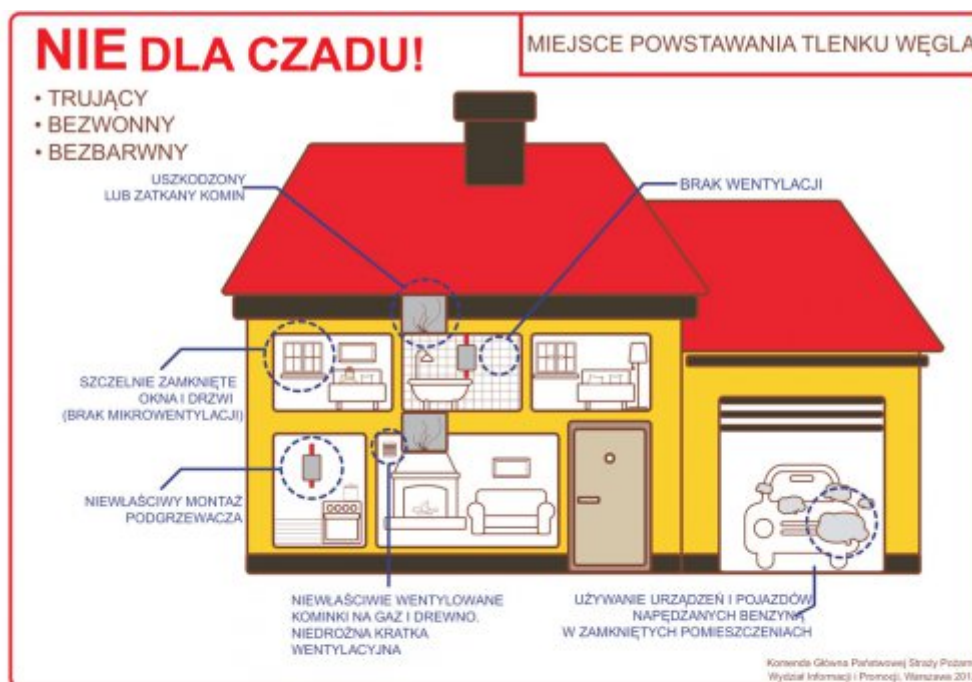 NIE DLA CZADU!
MIEJSCE POWSTAWANIA TLENKU WĘGLA
• TRUJĄCY
• BEZWONNY
• BEZBARWNY
USZKODZONY
LUB ZATKANY KOMIN
BRAK WENTYLACJI
SZCZELNIE ZAMKNIĘTE
OKNA I DRZWI
(BRAK MIKROWENTYLACJI)
NIEWŁAŚCIWY MONTAŻ
PODGRZEWACZA
NIEWŁAŚCIWIE WENTYLOWANE
KOMINKI NA GAZ I DREWNO.
NIEDROŻNA KRATKA
WENTYLACYJNA
UŻYWANIE URZĄDZEŃ I POJAZDÓW
NAPĘDZANYCH BENZYNĄ
W ZAMKNIĘTYCH POMIESZCZENIACH
Komenda Główna Państwowej Straży
Wydział Informacji i Promocji, Warszawa